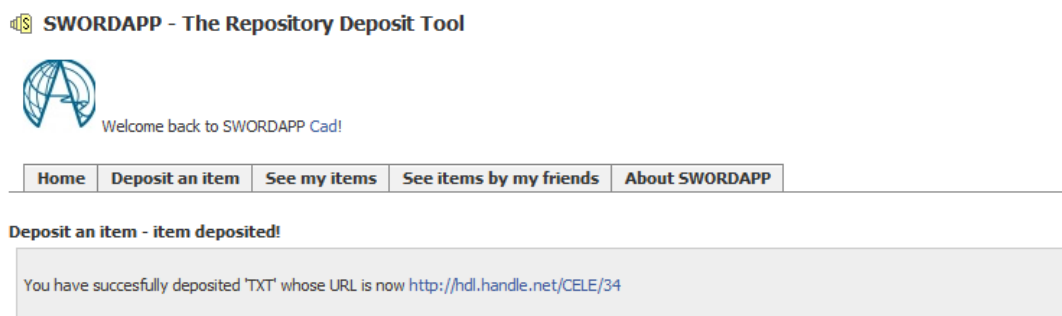 SWORDAPP - The Repository Deposit Tool
Welcome back to SWORDAPP Cad!
Home Deposit an item See my items See items by my friends About SWORDAPP
Deposit an item - item deposited!
You have succesfully deposited 'TXT' whose URL is now http://hdl.handle.net/CELE/34